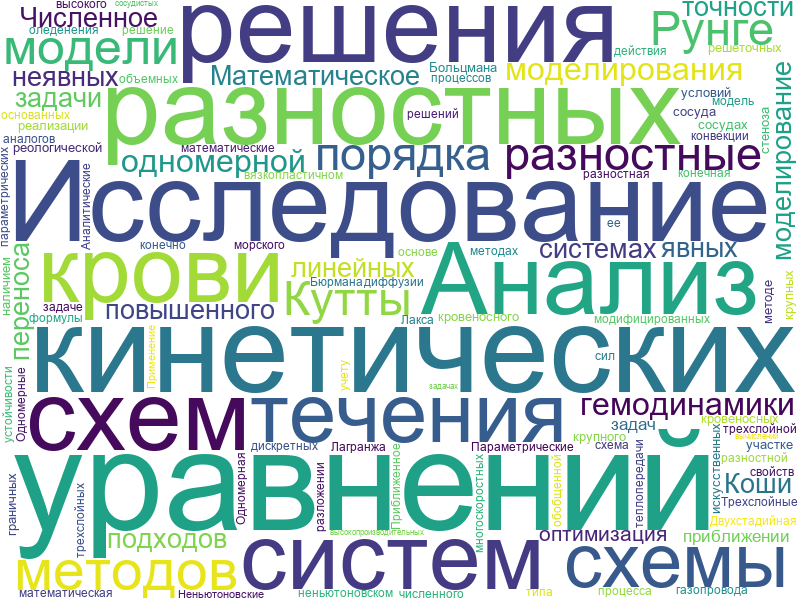 высокого
сосудистых
Численное
оледенения
решение
модели
решения
точности
Рунге
действия
решеточных
неявных
объемных
Математическое
Больцмана
процессов
моделирования
задачи
разностных
условий
модель
основанных
реализации
решений
сосуда
сосудах
конвекции
стеноза
моделирование
аналогов
реологической
математические
одномерной
порядка
разностные
параметрических
Аналитические
вязкопластичном
разностная
конечная
Исследование
ее
конечно
морского
основе
методах
системах
явных
наличием
переноса
крови
линейных
Бюрмана
диффузии
Анализ
крупных
методе
задаче
формулы
повышенного
Кутты
Лакса
кровеносного
модифицированных
кинетических
Применение
учету
сил
задачах
устойчивости
Одномерные
схем
течения
гемодинамики
задач
кровеносных
крупного
трехслойной
вычислений
дискретных
Лагранжа
Параметрические
схема
участке
разностной
граничных
трехслойных
уравнений
Одномерная
разложении
Приближенное
многоскоростных
обобщенной
теплопередачи
искусственных
Коши
свойств
Трехслойные
Двухстадийная
подходов
высокопроизводительных
оптимизация
приближении
методов
систем
схемы
математическая
Неньютоновские
неньютоновском
численного
типа
процесса
газопровода